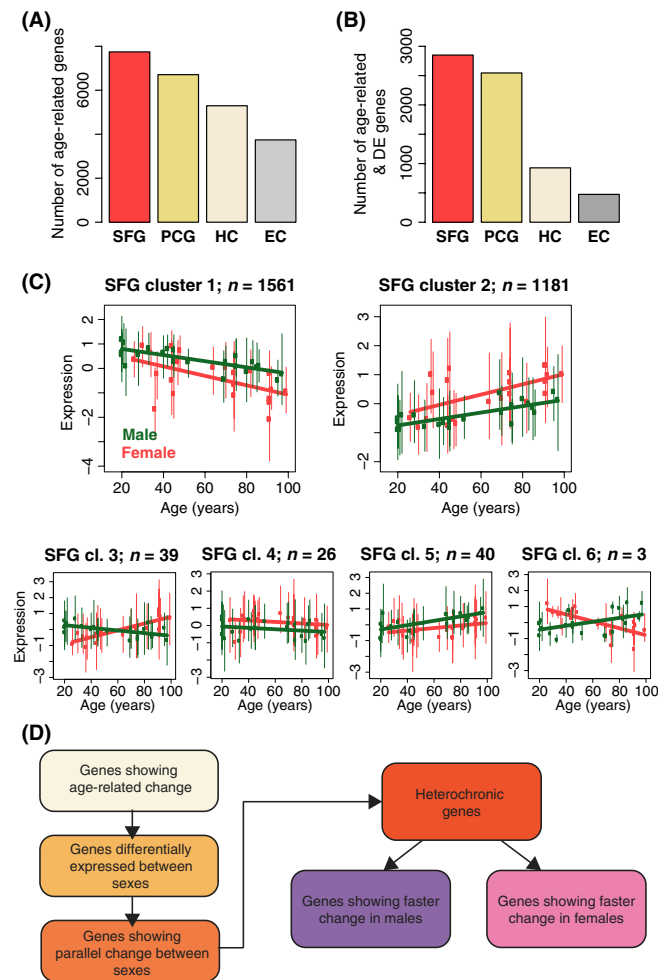 (A)
Number of age-related genes
6000
2000
0
SFG PCG HC EC
(B)
Number of age-related
& DE genes
3000
2000
1000
0
SFG PCG HC EC
(C)
SFG cluster 1; n = 1561
Expression
2
1
0
−2
−4
Male
Female
20 40 60 80 100
Age (years)
SFG cluster 2; n = 1181
Expression
3
2
1
0
−2
20 40 60 80 100
Age (years)
SFG cl. 3; n = 39
Expression
3
1
−1
−3
20 40 60 80 100
Age (years)
SFG cl. 4; n = 26
3
2
1
0
−1
−3
20 40 60 80 100
Age (years)
SFG cl. 5; n = 40
3
1
−1
−3
20 40 60 80 100
Age (years)
SFG cl. 6; n = 3
3
2
1
0
−1
−3
20 40 60 80 100
Age (years)
(D)
Genes showing
age-related change
Genes differentially
expressed between
sexes
Genes showing
parallel change between
sexes
Heterochronic
genes
Genes showing faster
change in males
Genes showing faster
change in females